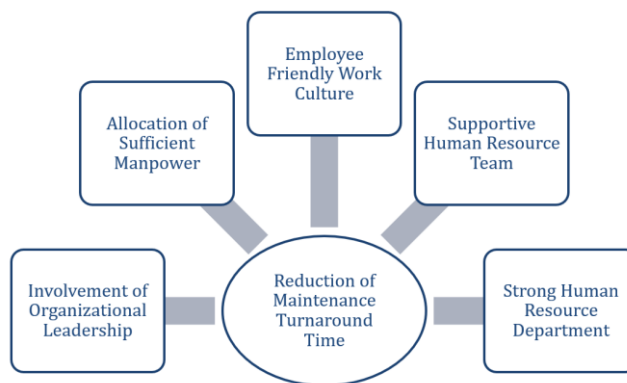 Employee
Friendly Work
Culture
Allocation of
Sufficient
Manpower
Supportive
Human Resource
Team
Involvement of
Organizational
Leadership
Reduction of
Maintenance
Turnaround
Time
Strong Human
Resource
Department